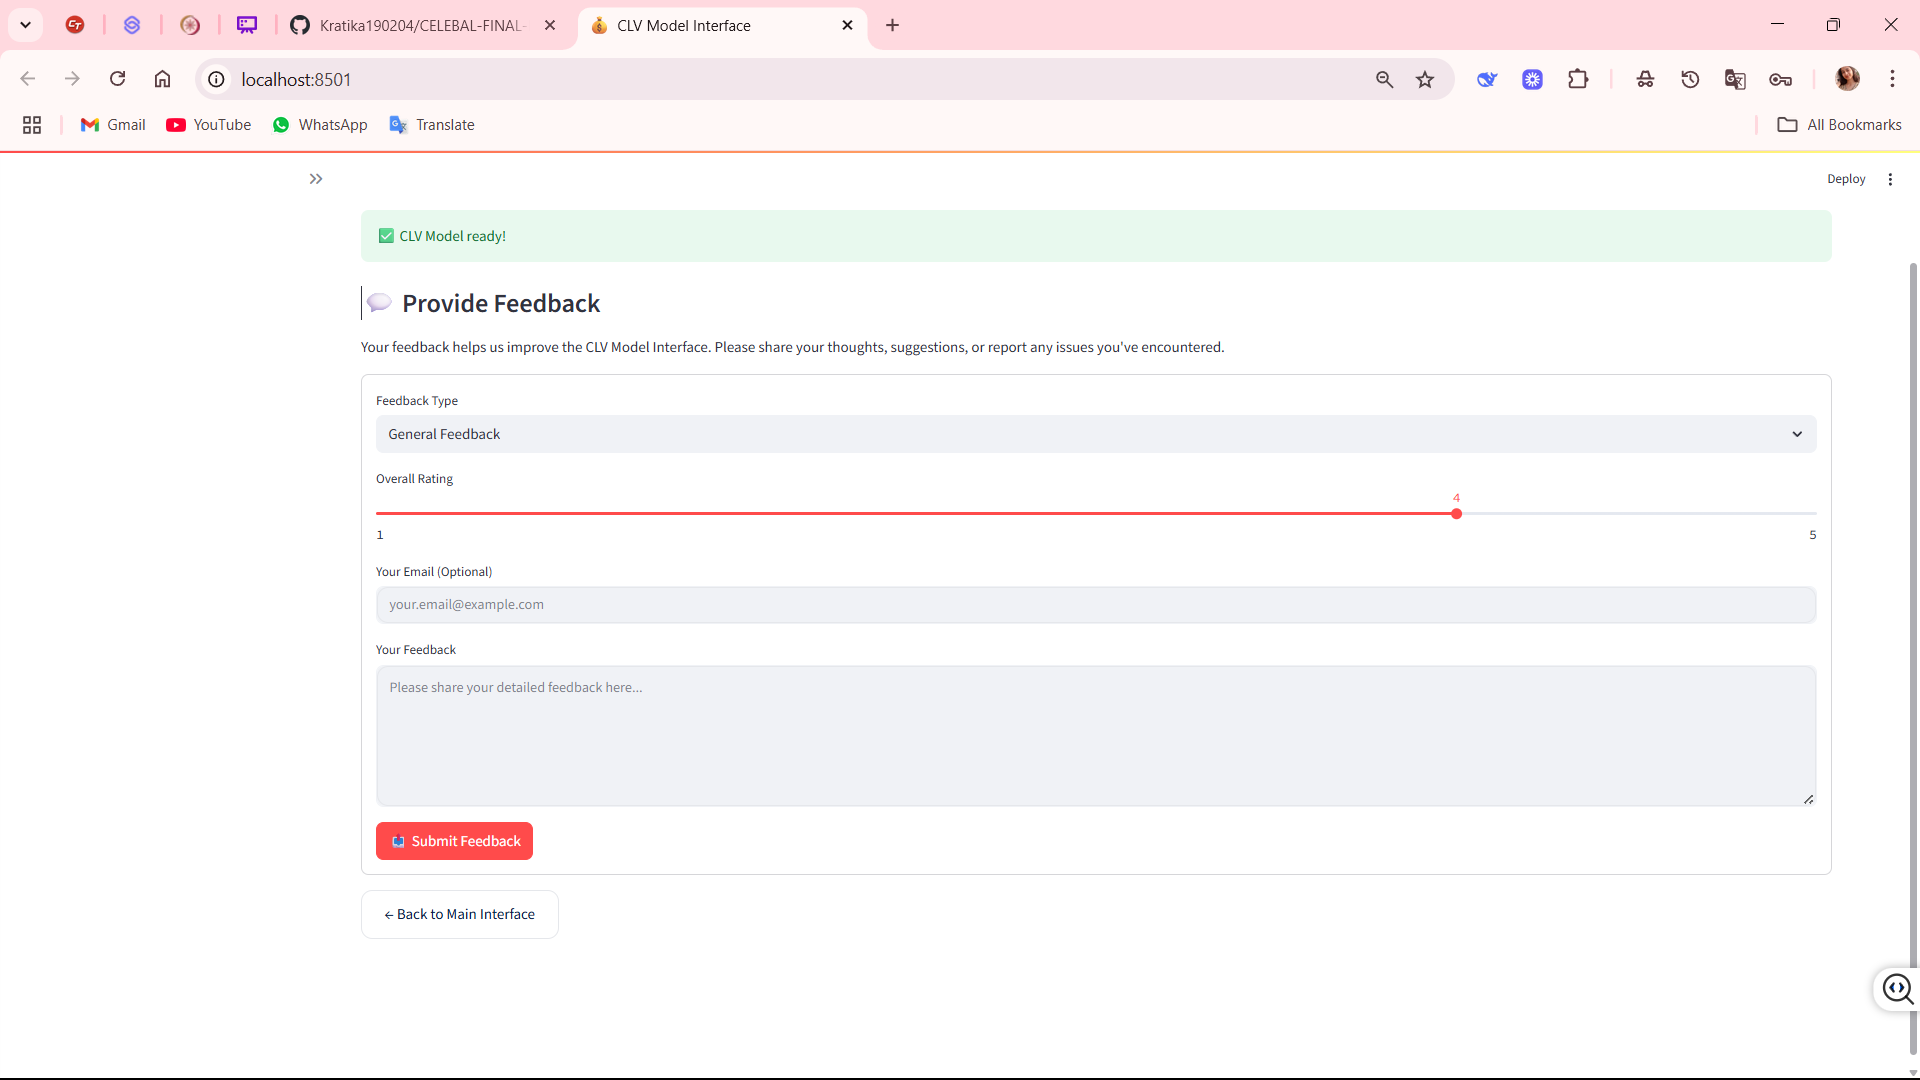 CT
Kratika190204/CELEBAL-FINAL-
CLV Model Interface
localhost:8501
Gmail
YouTube
WhatsApp
Translate
All Bookmarks
Deploy
CLV Model ready!
Provide Feedback
Your feedback helps us improve the CLV Model Interface. Please share your thoughts, suggestions, or report any issues you've encountered.
Feedback Type
General Feedback
Overall Rating
4
1
5
Your Email (Optional)
your.email@example.com
Your Feedback
Please share your detailed feedback here...
Submit Feedback
← Back to Main Interface